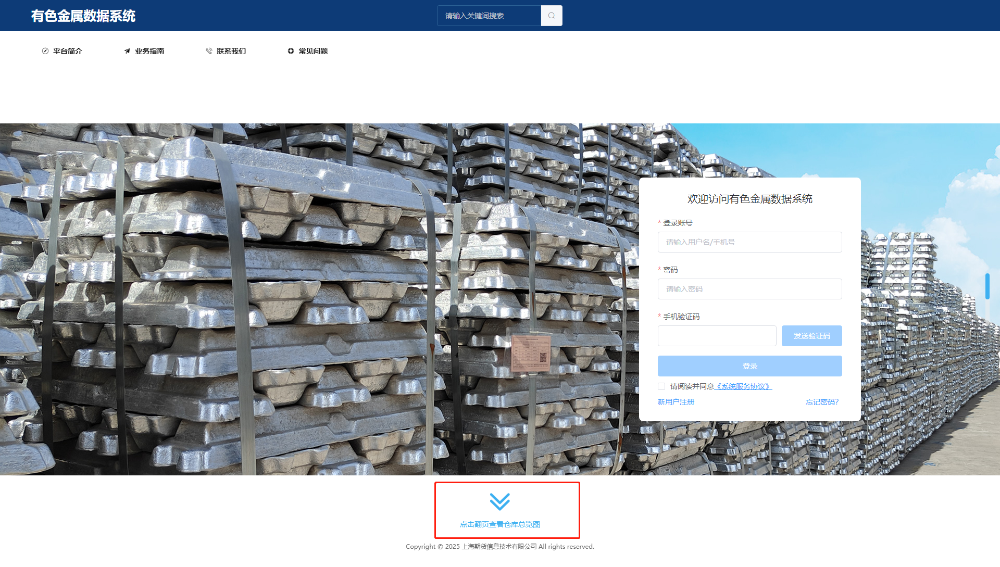 有色金属数据系统
请输入关键词搜索
平台简介
业务指南
联系我们
常见问题
欢迎访问有色金属数据系统
* 登录账号
请输入用户名/手机号
* 密码
请输入密码
* 手机验证码
发送验证码
登录
请阅读并同意《系统服务协议》
新用户注册
忘记密码?
点击翻页查看仓库总览图
Copyright © 2025 上海期货信息技术有限公司 All rights reserved.